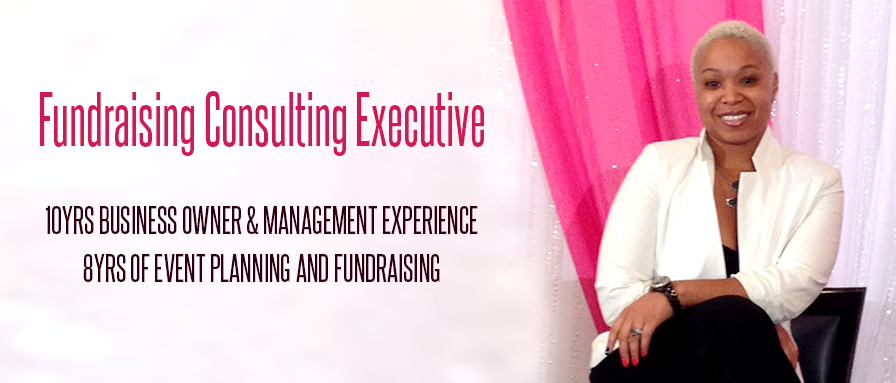 Fundraising Consulting Executive
10YRS BUSINESS OWNER & MANAGEMENT EXPERIENCE
8YRS OF EVENT PLANNING AND FUNDRAISING